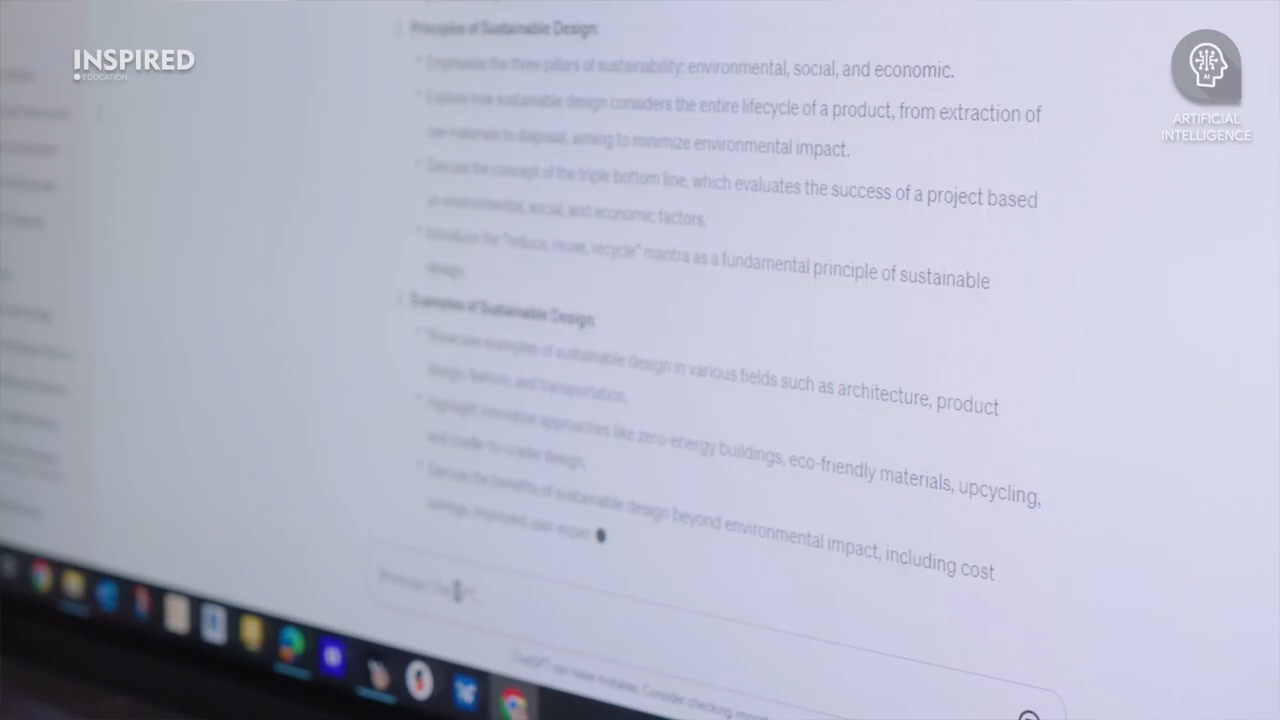 INSPIRED
EDUCATION
AI
ARTIFICIAL
INTELLIGENCE
Principles of Sustainable Design:
Emphasize the three pillars of sustainability: environmental, social, and economic.
Explore how sustainable design considers the entire lifecycle of a product, from extraction of
raw materials to disposal, aiming to minimize environmental impact.
Discuss the concept of the triple bottom line, which evaluates the success of a project based
on environmental, social, and economic factors.
Introduce the "reduce, reuse, recycle" mantra as a fundamental principle of sustainable
design.
Examples of Sustainable Design:
Showcase examples of sustainable design in various fields such as architecture, product
design, fashion, and transportation.
Highlight innovative approaches like zero-energy buildings, eco-friendly materials, upcycling,
and cradle-to-cradle design.
Discuss the benefits of sustainable design beyond environmental impact, including cost
savings, improved user exper
ChatGPT can make mistakes. Consider checking